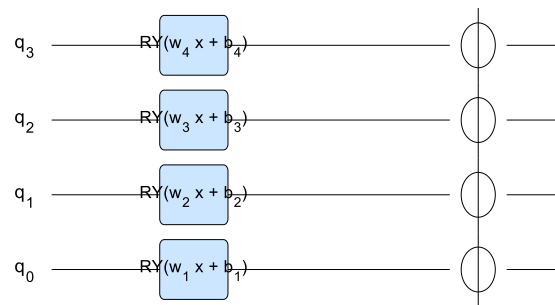 q3 RY(w4 x + b4)
q2 RY(w3 x + b3)
q1 RY(w2 x + b2)
q0 RY(w1 x + b1)